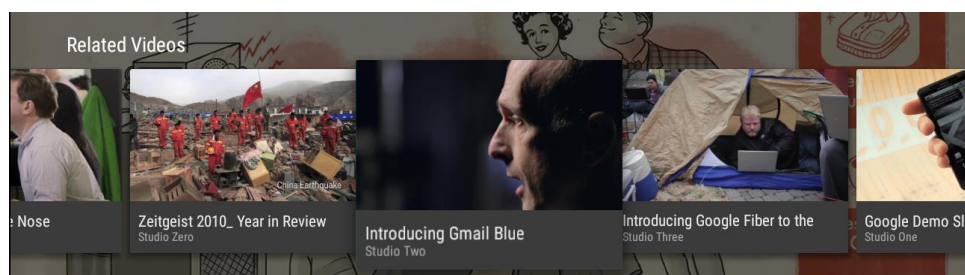 Related Videos
e Nose
China Earthquake
Zeitgeist 2010_ Year in Review
Studio Zero
Introducing Gmail Blue
Studio Two
Introducing Google Fiber to the
Studio Three
Google Demo Sl
Studio One